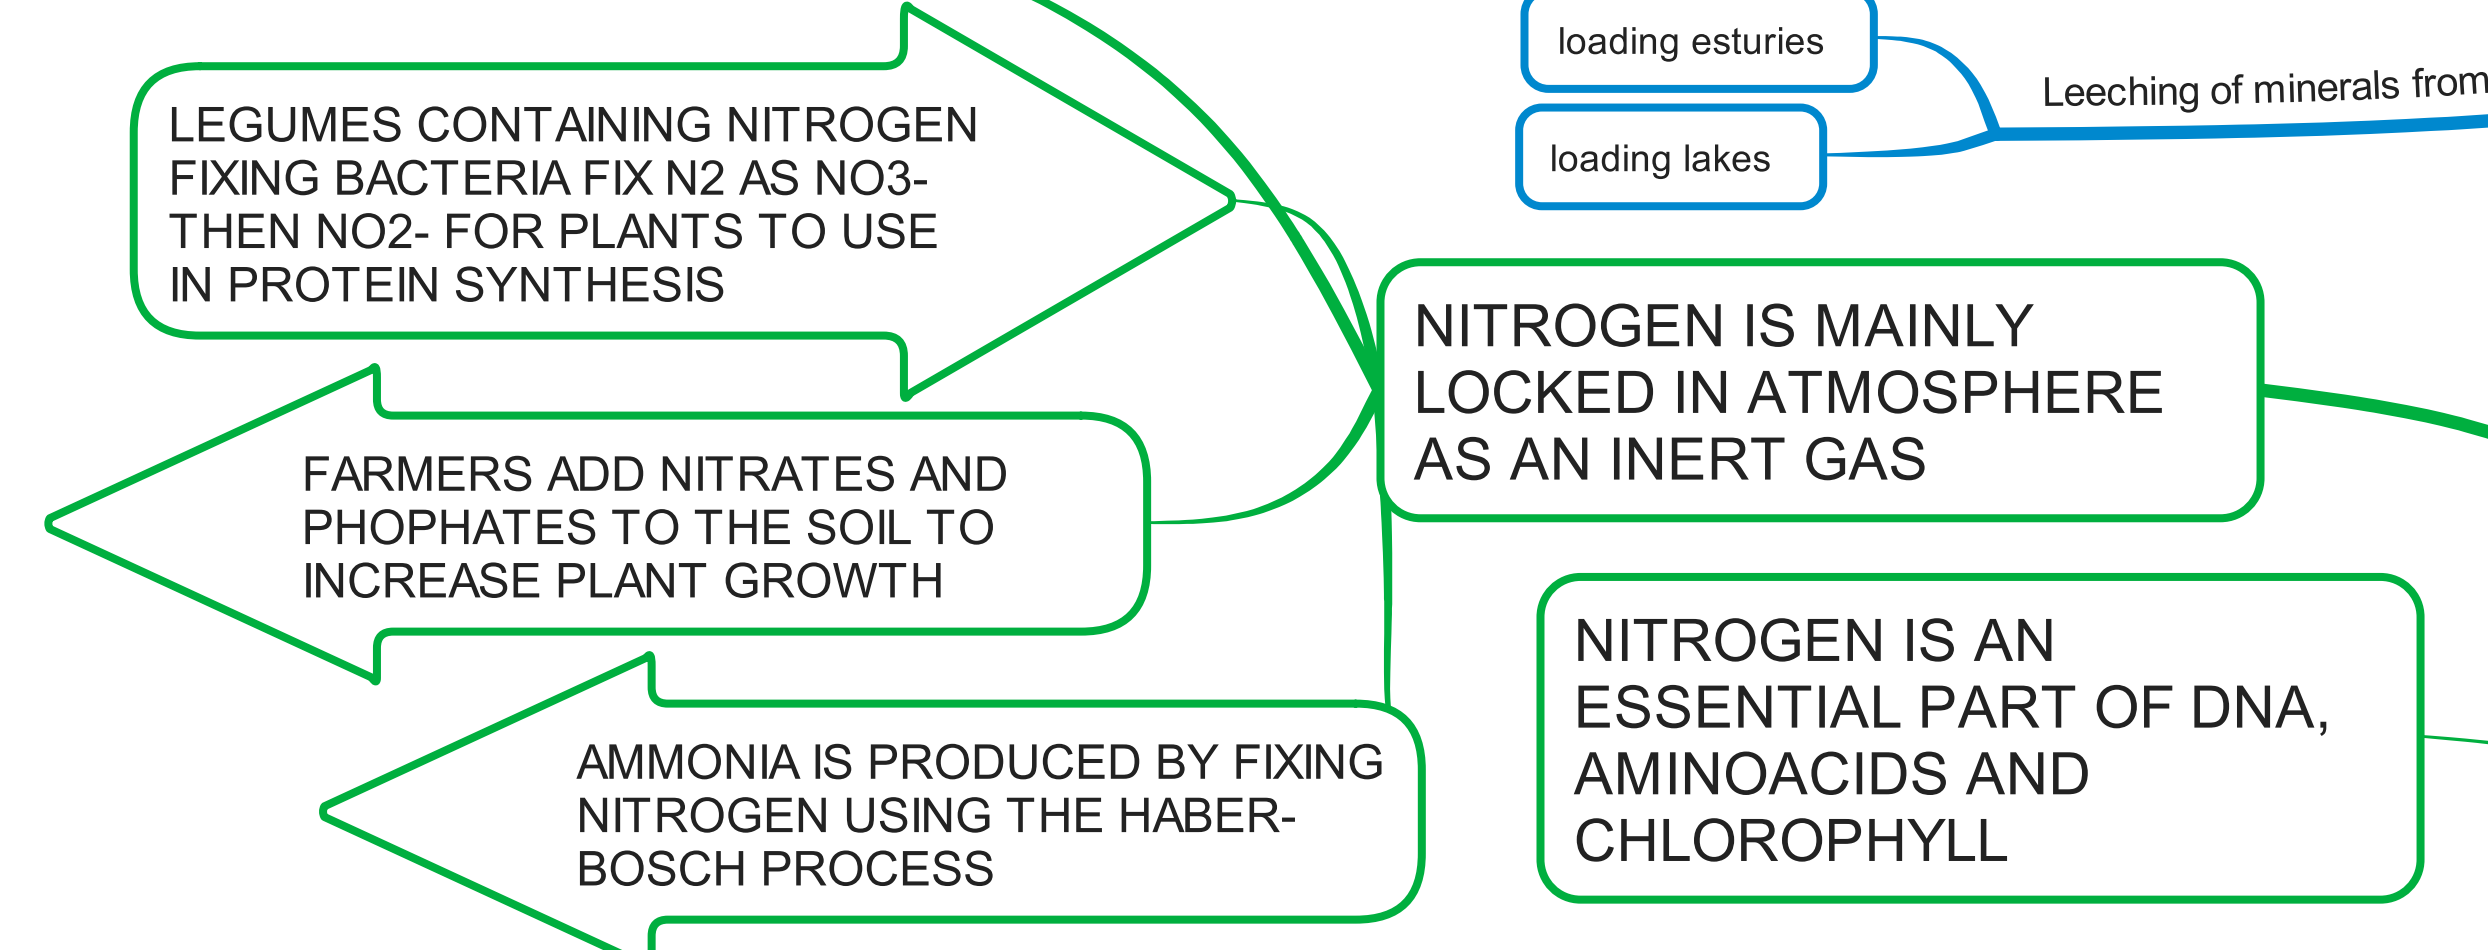 LEGUMES CONTAINING NITROGEN
FIXING BACTERIA FIX N2 AS NO3-
THEN NO2- FOR PLANTS TO USE
IN PROTEIN SYNTHESIS
FARMERS ADD NITRATES AND
PHOPHATES TO THE SOIL TO
INCREASE PLANT GROWTH
AMMONIA IS PRODUCED BY FIXING
NITROGEN USING THE HABER-
BOSCH PROCESS
loading esturies
loading lakes
Leeching of minerals from
NITROGEN IS MAINLY
LOCKED IN ATMOSPHERE
AS AN INERT GAS
NITROGEN IS AN
ESSENTIAL PART OF DNA,
AMINOACIDS AND
CHLOROPHYLL